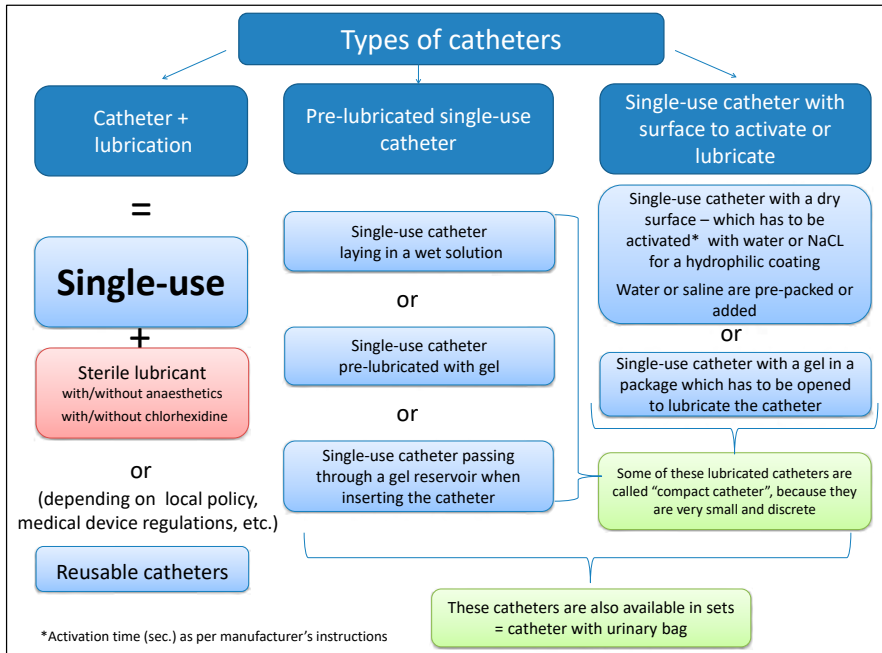 Types of catheters
Catheter +
lubrication
=
Single-use
+
Sterile lubricant
with/without anaesthetics
with/without chlorhexidine
or
(depending on local policy,
medical device regulations, etc.)
Reusable catheters
*Activation time (sec.) as per manufacturer's instructions
Pre-lubricated single-use
catheter
Single-use catheter
laying in a wet solution
or
Single-use catheter
pre-lubricated with gel
or
Single-use catheter passing
through a gel reservoir when
inserting the catheter
Single-use catheter with
surface to activate or
lubricate
Single-use catheter with a dry
surface – which has to be
activated* with water or NaCL
for a hydrophilic coating
Water or saline are pre-packed or
added
or
Single-use catheter with a gel in a
package which has to be opened
to lubricate the catheter
Some of these lubricated catheters are
called "compact catheter", because they
are very small and discrete
These catheters are also available in sets
= catheter with urinary bag